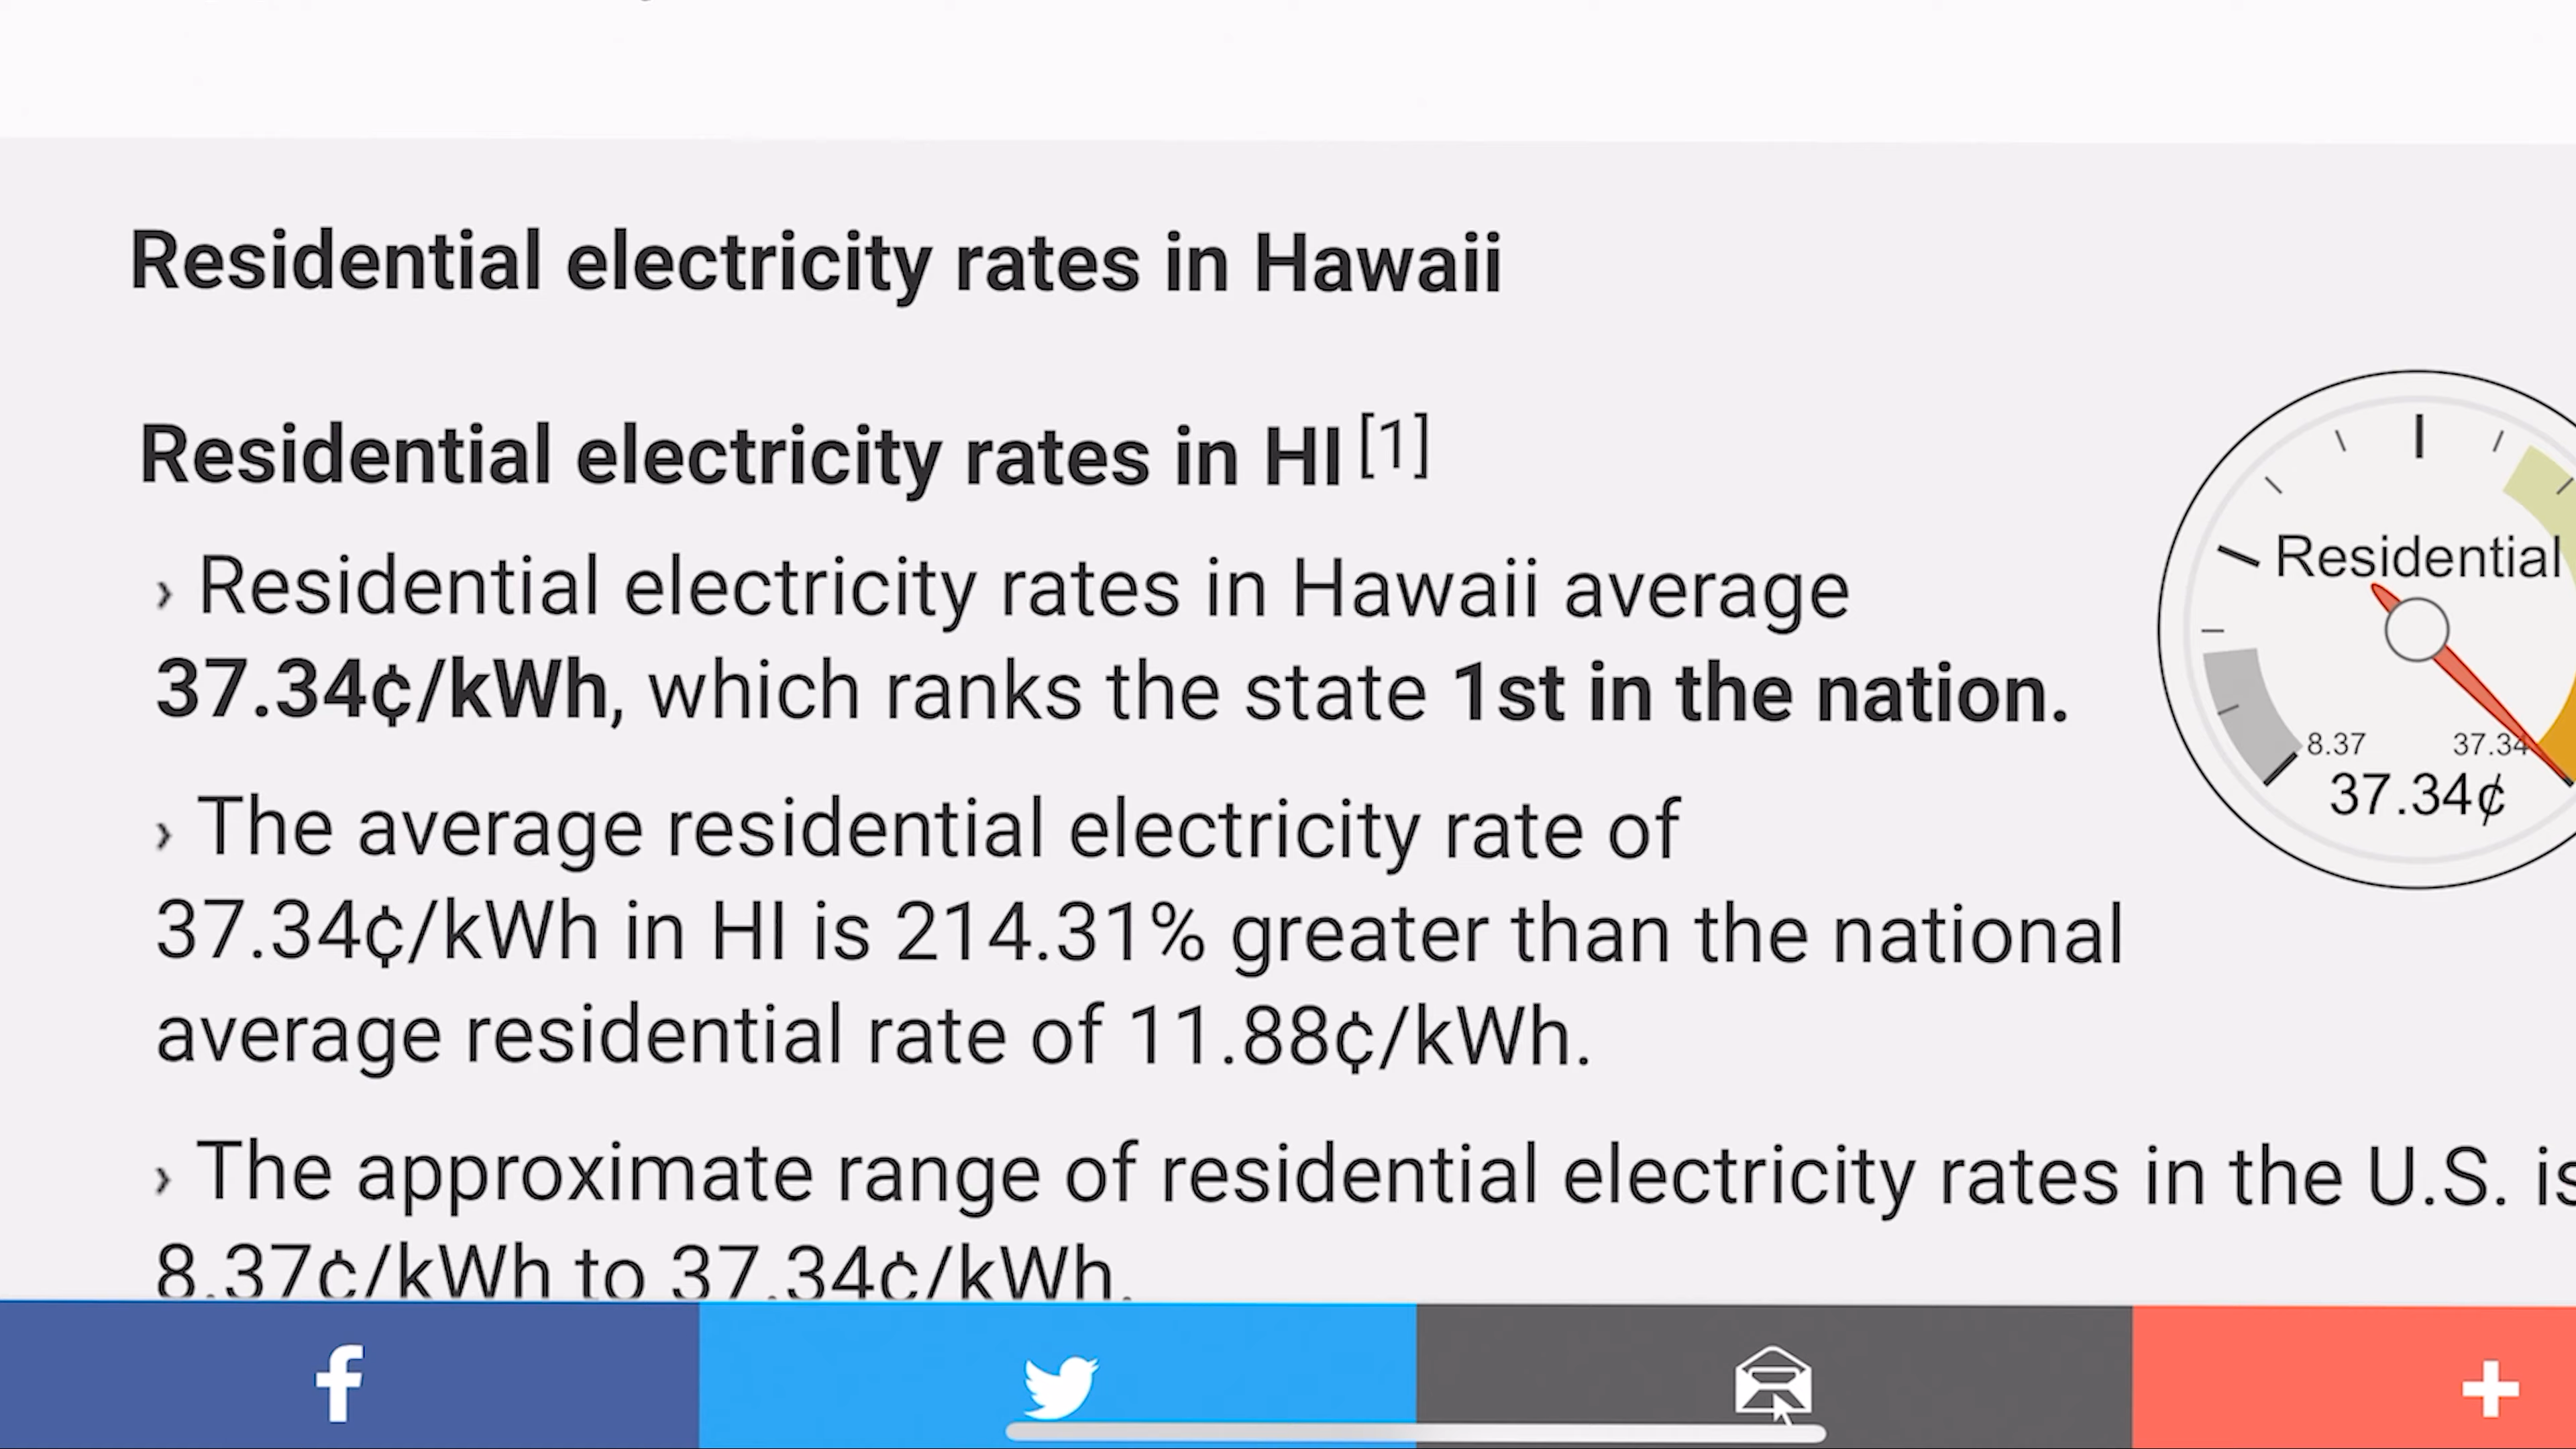 Residential electricity rates in Hawaii
Residential electricity rates in HI [1]
› Residential electricity rates in Hawaii average
37.34¢/kWh, which ranks the state 1st in the nation.
› The average residential electricity rate of
37.34¢/kWh in HI is 214.31% greater than the national
average residential rate of 11.88¢/kWh.
› The approximate range of residential electricity rates in the U.S. is
8.37¢/kWh to 37.34¢/kWh.
Residential
8.37 37.34
37.34¢